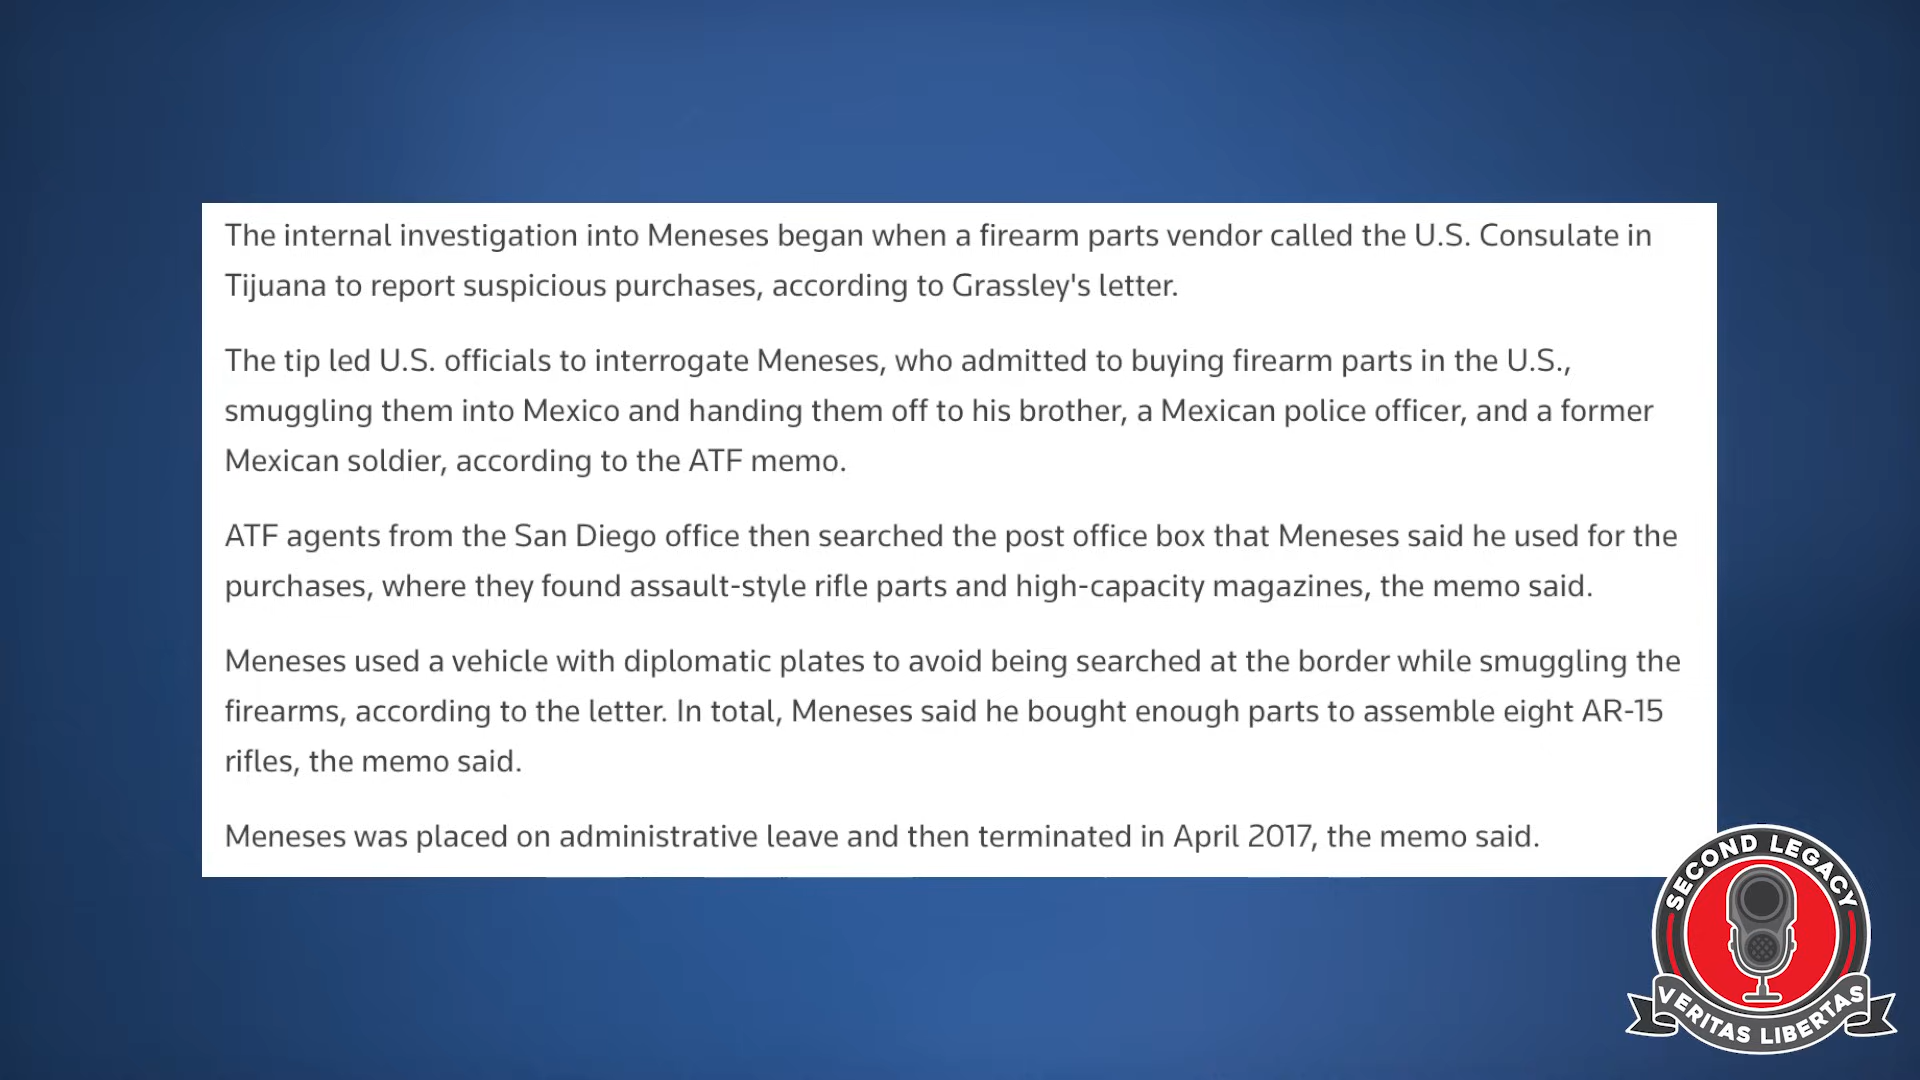 The internal investigation into Meneses began when a firearm parts vendor called the U.S. Consulate in
Tijuana to report suspicious purchases, according to Grassley's letter.
The tip led U.S. officials to interrogate Meneses, who admitted to buying firearm parts in the U.S.,
smuggling them into Mexico and handing them off to his brother, a Mexican police officer, and a former
Mexican soldier, according to the ATF memo.
ATF agents from the San Diego office then searched the post office box that Meneses said he used for the
purchases, where they found assault-style rifle parts and high-capacity magazines, the memo said.
Meneses used a vehicle with diplomatic plates to avoid being searched at the border while smuggling the
firearms, according to the letter. In total, Meneses said he bought enough parts to assemble eight AR-15
rifles, the memo said.
Meneses was placed on administrative leave and then terminated in April 2017, the memo said.
SECOND LEGACY
VERITAS LIBERTAS